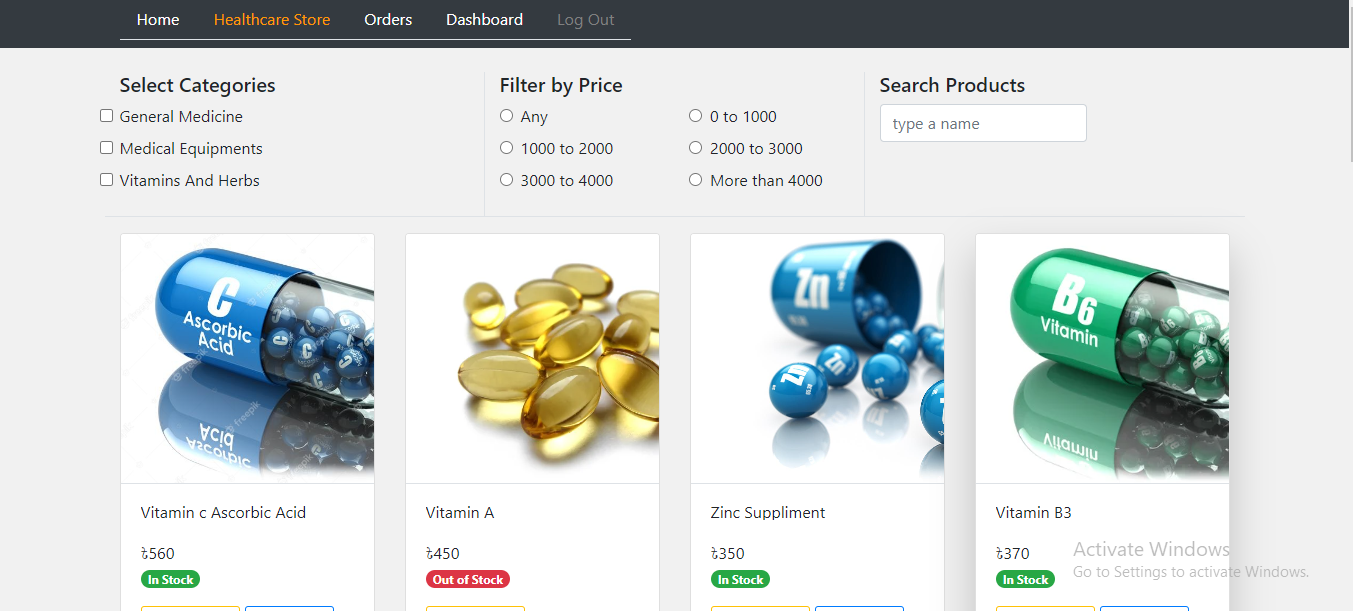 Home Healthcare Store Orders Dashboard Log Out
Select Categories
General Medicine
Medical Equipments
Vitamins And Herbs
Filter by Price
Any 0 to 1000
1000 to 2000 2000 to 3000
3000 to 4000 More than 4000
Search Products
type a name
C
Ascorbic
Acid
Vitamin c Ascorbic Acid
৳560
In Stock
Vitamin A
৳450
Out of Stock
Zn
Zn
Zinc Suppliment
৳350
In Stock
B6
Vitamin
Vitamin B3
৳370
In Stock
Activate Windows
Go to Settings to activate Windows.